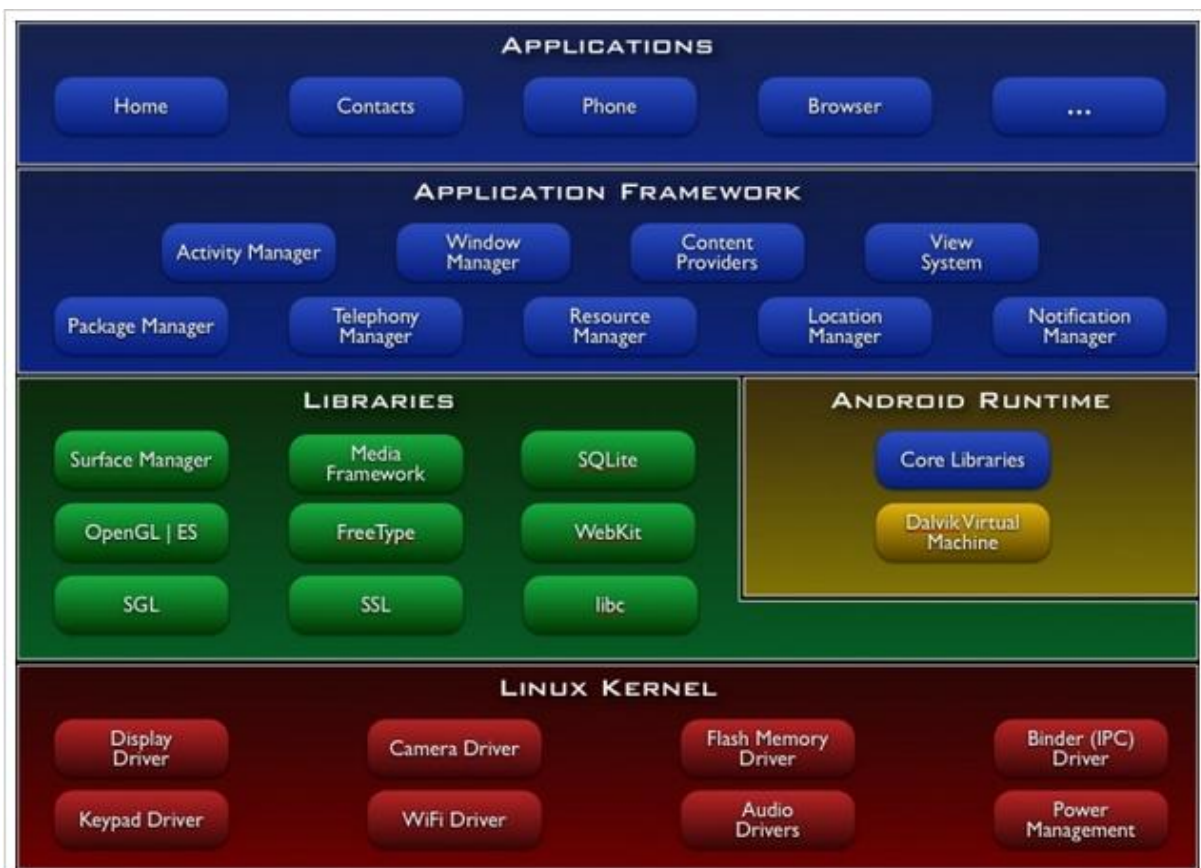 APPLICATIONS
Home
Contacts
Phone
Browser
...
APPLICATION FRAMEWORK
Activity Manager
Window
Manager
Content
Providers
View
System
Package Manager
Telephony
Manager
Resource
Manager
Location
Manager
Notification
Manager
LIBRARIES
Surface Manager
Media
Framework
SQLite
OpenGL | ES
FreeType
WebKit
SGL
SSL
libc
ANDROID RUNTIME
Core Libraries
Dalvik Virtual
Machine
LINUX KERNEL
Display
Driver
Camera Driver
Flash Memory
Driver
Binder (IPC)
Driver
Keypad Driver
WiFi Driver
Audio
Drivers
Power
Management